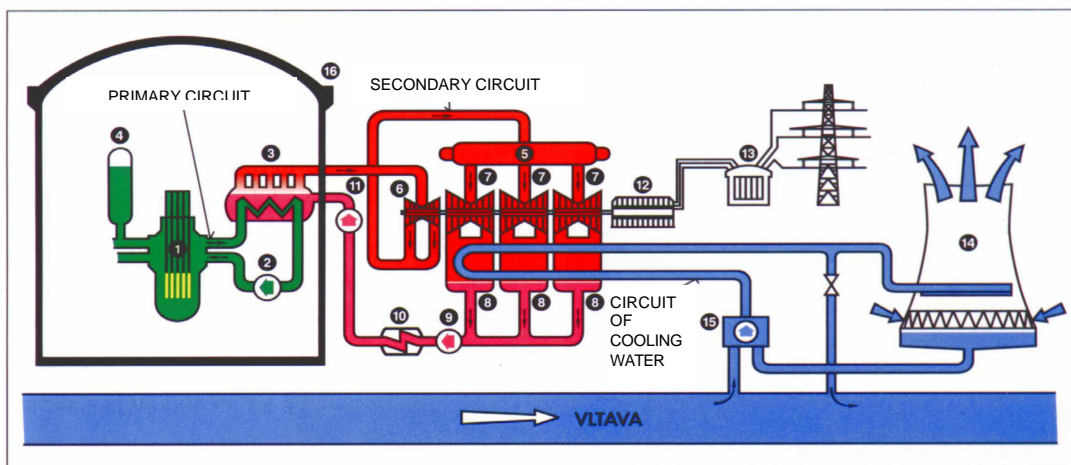 16
SECONDARY CIRCUIT
PRIMARY CIRCUIT
4
3
5
13
11
6
7
7
7
12
1
2
14
8
8
8
CIRCUIT
OF
COOLING
WATER
10
9
15
VLTAVA